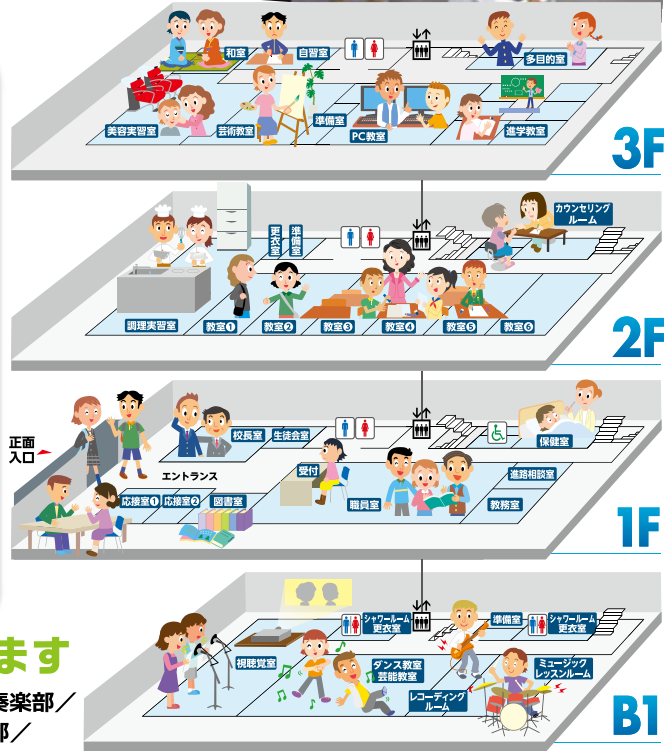 和室
自習室
多目的室
美容実習室
芸術教室
準備室
PC教室
進学教室
3F
更衣室
準備室
カウンセリング
ルーム
調理実習室
教室❶
教室❷
教室❸
教室❹
教室❺
教室❻
2F
正面
入口
校長室
生徒会室
保健室
エントランス
受付
進路相談室
応接室❶
応接室❷
図書室
職員室
教務室
1F
シャワールーム
更衣室
準備室
シャワールーム
更衣室
視聴覚室
ダンス教室
芸能教室
ミュージック
レッスンルーム
レコーディング
ルーム
B1
ます
奏楽部／
部／